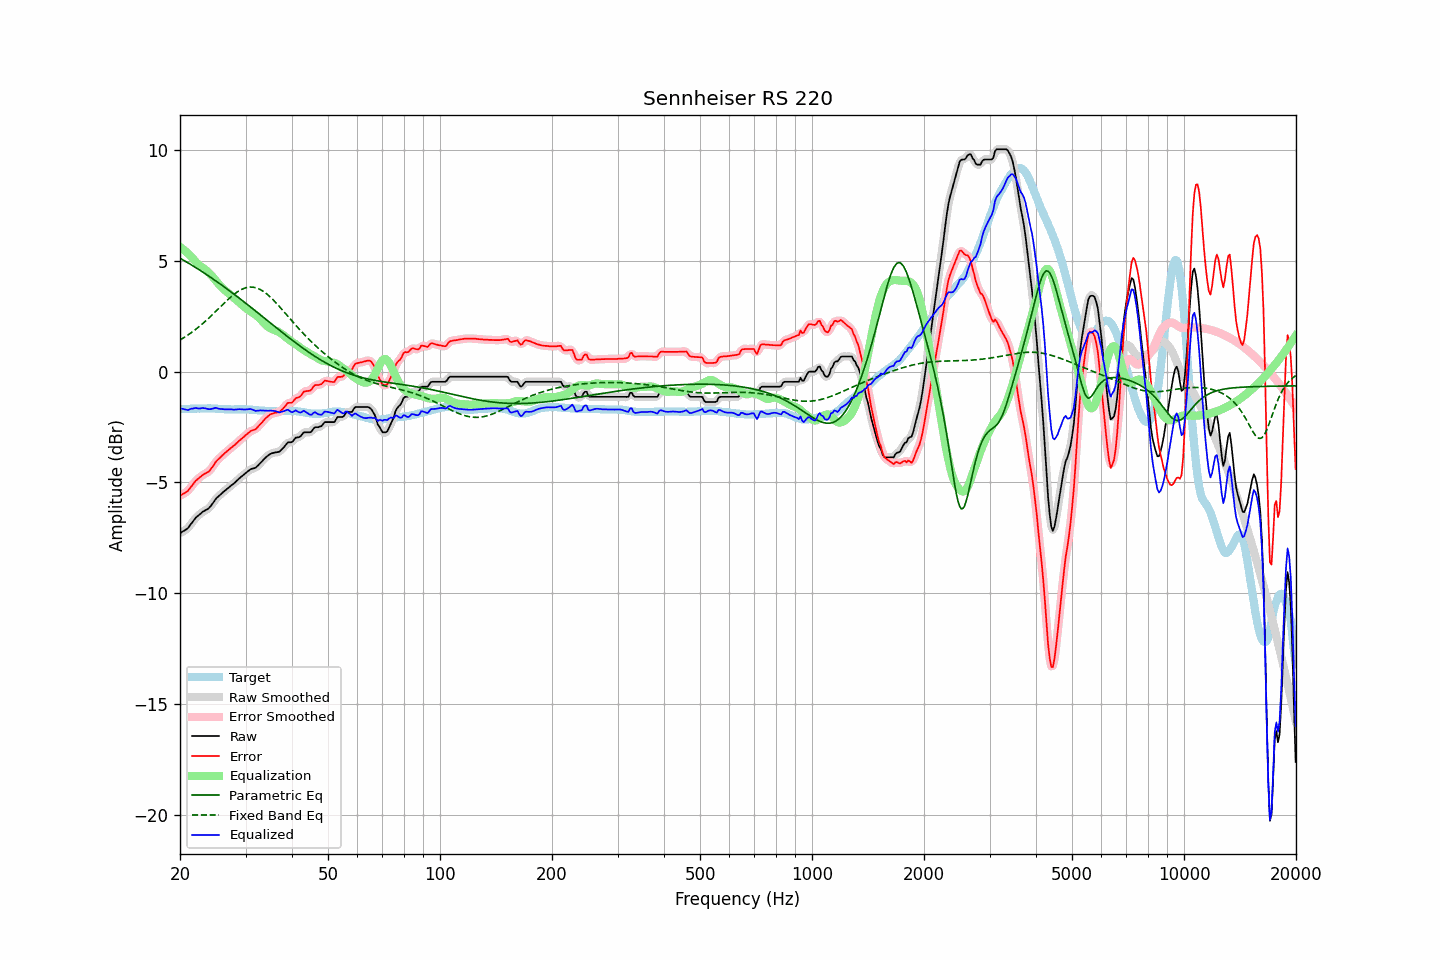 Sennheiser RS 220
Amplitude (dBr)
10
5
0
−5
−10
−15
−20
Target
Raw Smoothed
Error Smoothed
Raw
Error
Equalization
Parametric Eq
Fixed Band Eq
Equalized
20 50 100 200 500 1000 2000 5000 10000 20000
Frequency (Hz)